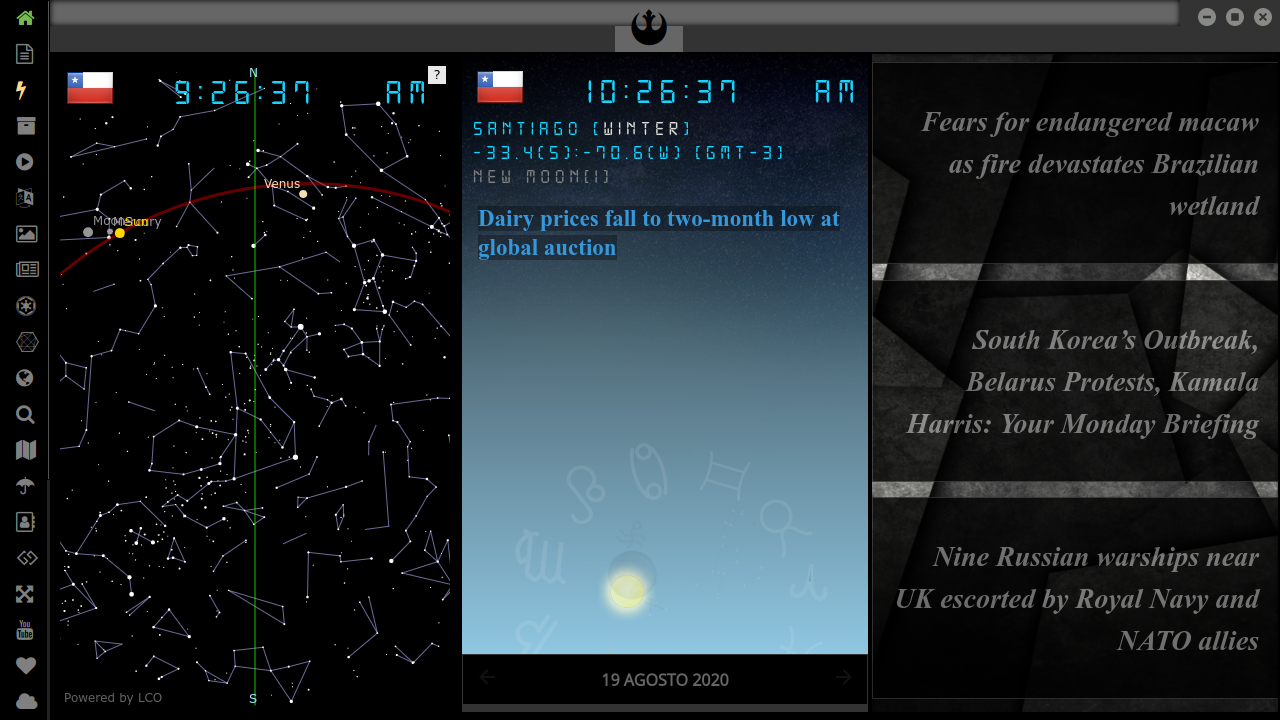 N
9:26:37 AM
?
Venus
Moon
Mercury
Sun
S
Powered by LCO
10:26:37 AM
SANTIAGO [WINTER]
-33.4(S):-70.6(W) [GMT-3]
NEW MOON[1]
Dairy prices fall to two-month low at
global auction
19 AGOSTO 2020
Fears for endangered macaw
as fire devastates Brazilian
wetland
South Korea’s Outbreak,
Belarus Protests, Kamala
Harris: Your Monday Briefing
Nine Russian warships near
UK escorted by Royal Navy and
NATO allies
You
Tube